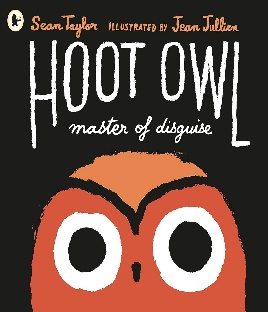 Sean Taylor ILLUSTRATED BY Jean Jullien
HOOT OWL
master of disguise